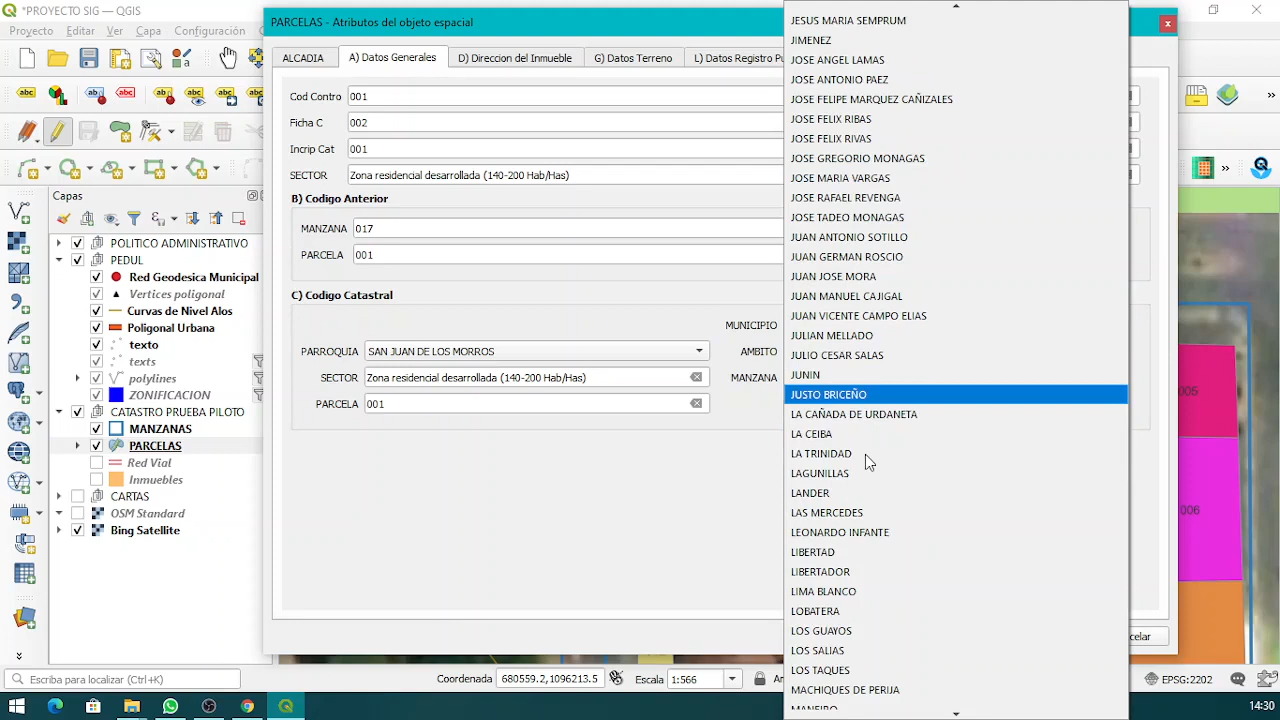 *PROYECTO SIG — QGIS
Proyecto Editar Ver Capa Configuración
Capas
POLITICO ADMINISTRATIVO
PEDUL
Red Geodesica Municipal
Vertices poligonal
Curvas de Nivel Alos
Poligonal Urbana
texto
texts
polylines
ZONIFICACION
CATASTRO PRUEBA PILOTO
MANZANAS
PARCELAS
Red Vial
Inmuebles
CARTAS
OSM Standard
Bing Satellite
PARCELAS - Atributos del objeto espacial
ALCADIA A) Datos Generales D) Direccion del Inmueble G) Datos Terreno L) Datos Registro Pu
Cod Contro 001
Ficha C 002
Incrip Cat 001
SECTOR Zona residencial desarrollada (140-200 Hab/Has)
B) Codigo Anterior
MANZANA 017
PARCELA 001
C) Codigo Catastral
MUNICIPIO
PARROQUIA SAN JUAN DE LOS MORROS AMBITO
SECTOR Zona residencial desarrollada (140-200 Hab/Has) MANZANA
PARCELA 001
JESUS MARIA SEMPRUM
JIMENEZ
JOSE ANGEL LAMAS
JOSE ANTONIO PAEZ
JOSE FELIPE MARQUEZ CAÑIZALES
JOSE FELIX RIBAS
JOSE FELIX RIVAS
JOSE GREGORIO MONAGAS
JOSE MARIA VARGAS
JOSE RAFAEL REVENGA
JOSE TADEO MONAGAS
JUAN ANTONIO SOTILLO
JUAN GERMAN ROSCIO
JUAN JOSE MORA
JUAN MANUEL CAJIGAL
JUAN VICENTE CAMPO ELIAS
JULIAN MELLADO
JULIO CESAR SALAS
JUNIN
JUSTO BRICEÑO
LA CAÑADA DE URDANETA
LA CEIBA
LA TRINIDAD
LAGUNILLAS
LANDER
LAS MERCEDES
LEONARDO INFANTE
LIBERTAD
LIBERTADOR
LIMA BLANCO
LOBATERA
LOS GUAYOS
LOS SALIAS
LOS TAQUES
MACHIQUES DE PERIJA
005
006
celar
Escriba para localizar (Ctrl+K) Coordenada 680559.2,1096213.5 Escala 1:566 EPSG:2202
14:30